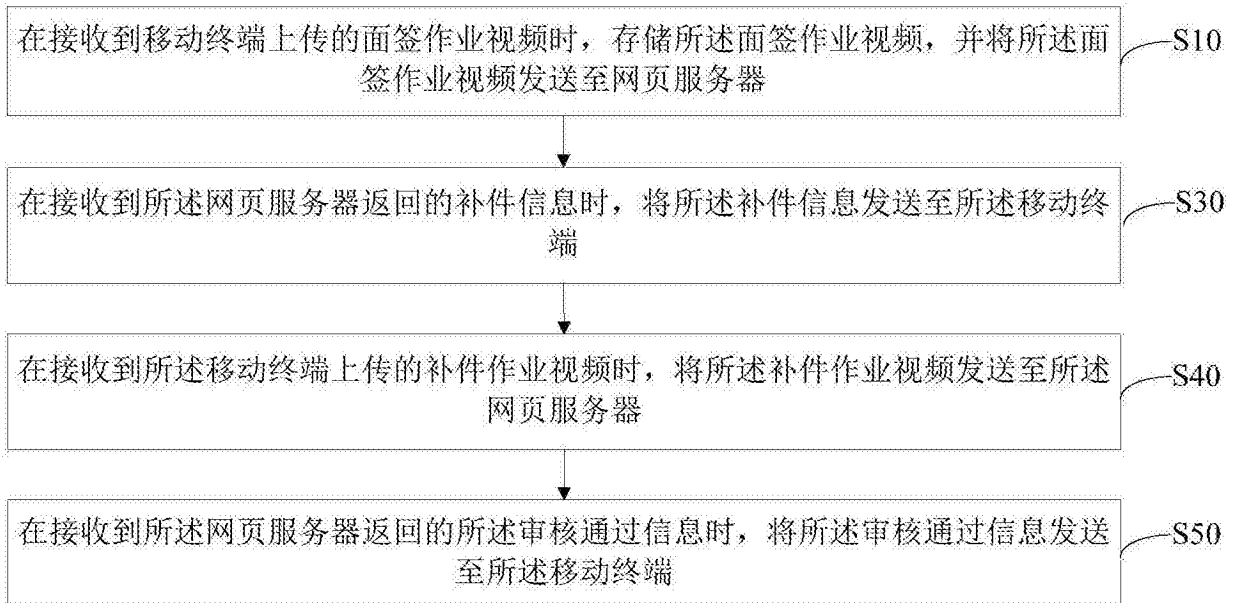 在接收到移动终端上传的面签作业视频时，存储所述面签作业视频，并将所述面
签作业视频发送至网页服务器
S10
在接收到所述网页服务器返回的补件信息时，将所述补件信息发送至所述移动终
端
S30
在接收到所述移动终端上传的补件作业视频时，将所述补件作业视频发送至所述
网页服务器
S40
在接收到所述网页服务器返回的所述审核通过信息时，将所述审核通过信息发送
至所述移动终端
S50